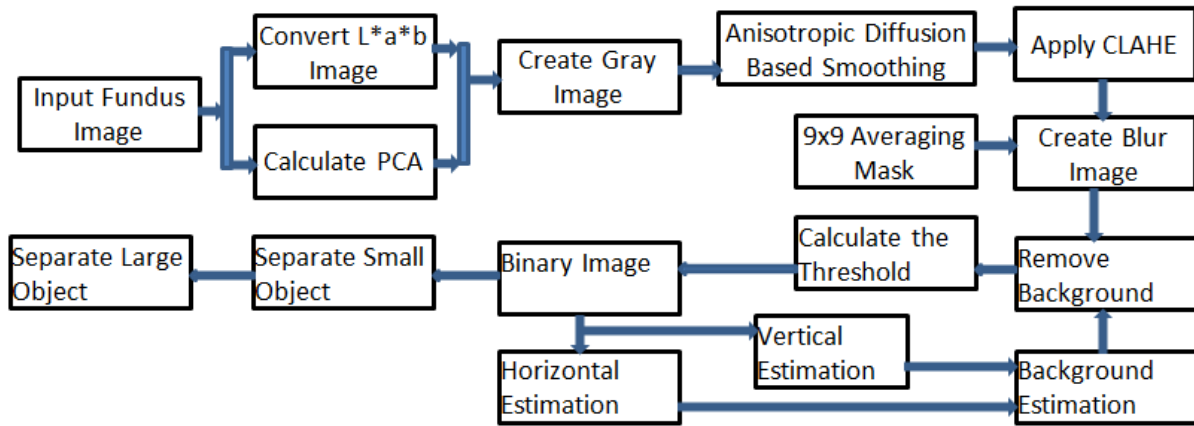 Input Fundus
Image
Convert L*a*b
Image
Calculate PCA
Create Gray
Image
Anisotropic Diffusion
Based Smoothing
Apply CLAHE
9x9 Averaging
Mask
Create Blur
Image
Separate Large
Object
Separate Small
Object
Binary Image
Calculate the
Threshold
Remove
Background
Horizontal
Estimation
Vertical
Estimation
Background
Estimation